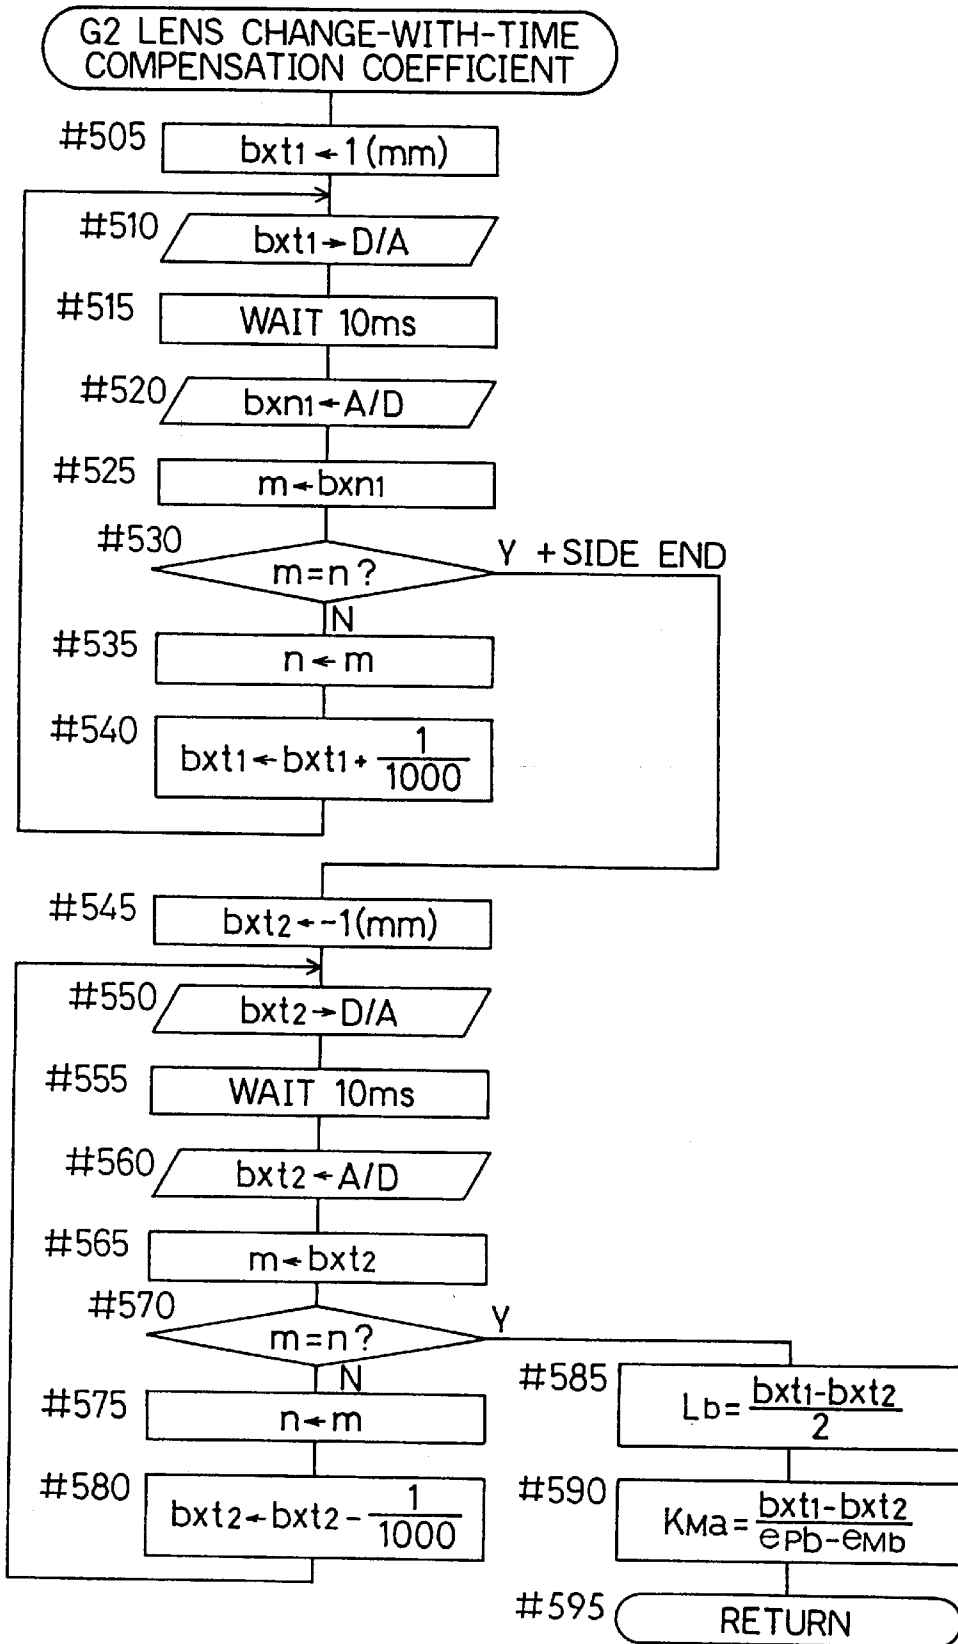 G2 LENS CHANGE-WITH-TIME
COMPENSATION COEFFICIENT
#505
bxt1 ← 1 (mm)
#510
bxt1 → D/A
#515
WAIT 10ms
#520
bxn1 ← A/D
#525
m ← bxn1
#530
m=n?
Y +SIDE END
N
#535
n ← m
#540
bxt1 ← bxt1 + 1/1000
#545
bxt2 ← -1(mm)
#550
bxt2 → D/A
#555
WAIT 10ms
#560
bxt2 ← A/D
#565
m ← bxt2
#570
m=n?
Y
N
#575
n ← m
#580
bxt2 ← bxt2 - 1/1000
#585
Lb = bxt1-bxt2/2
#590
KMa = bxt1-bxt2/ePb-eMb
#595
RETURN